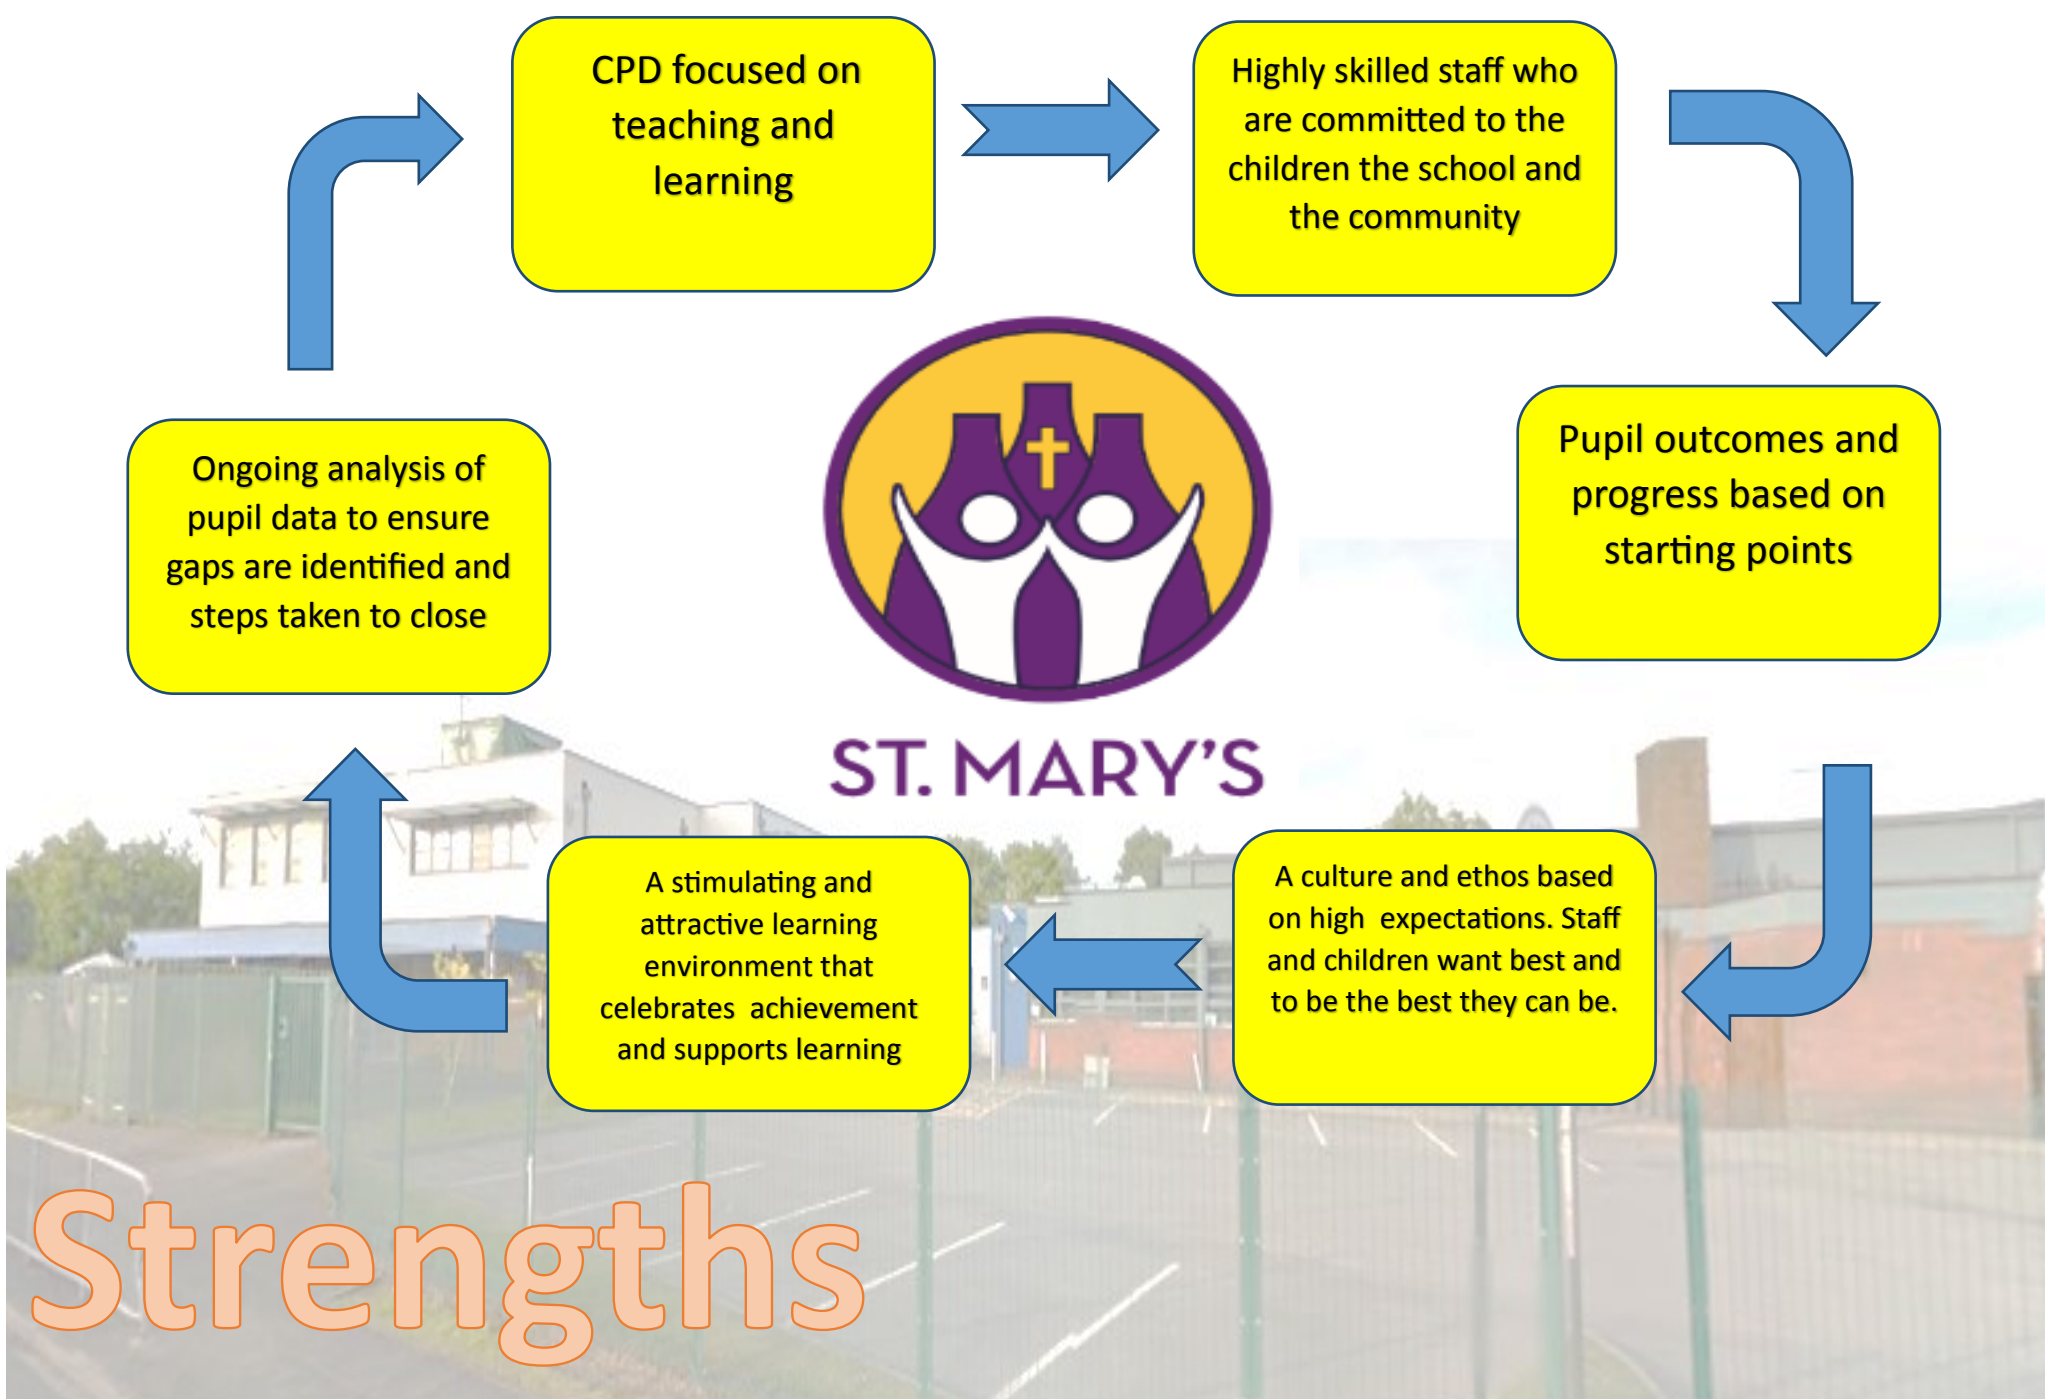 CPD focused on
teaching and
learning
Highly skilled staff who
are committed to the
children the school and
the community
Pupil outcomes and
progress based on
starting points
A culture and ethos based
on high  expectations. Staff
and children want best and
to be the best they can be.
A stimulating and
attractive learning
environment that
celebrates  achievement
and supports learning
Ongoing analysis of
pupil data to ensure
gaps are identified and
steps taken to close
ST. MARY'S
Strengths